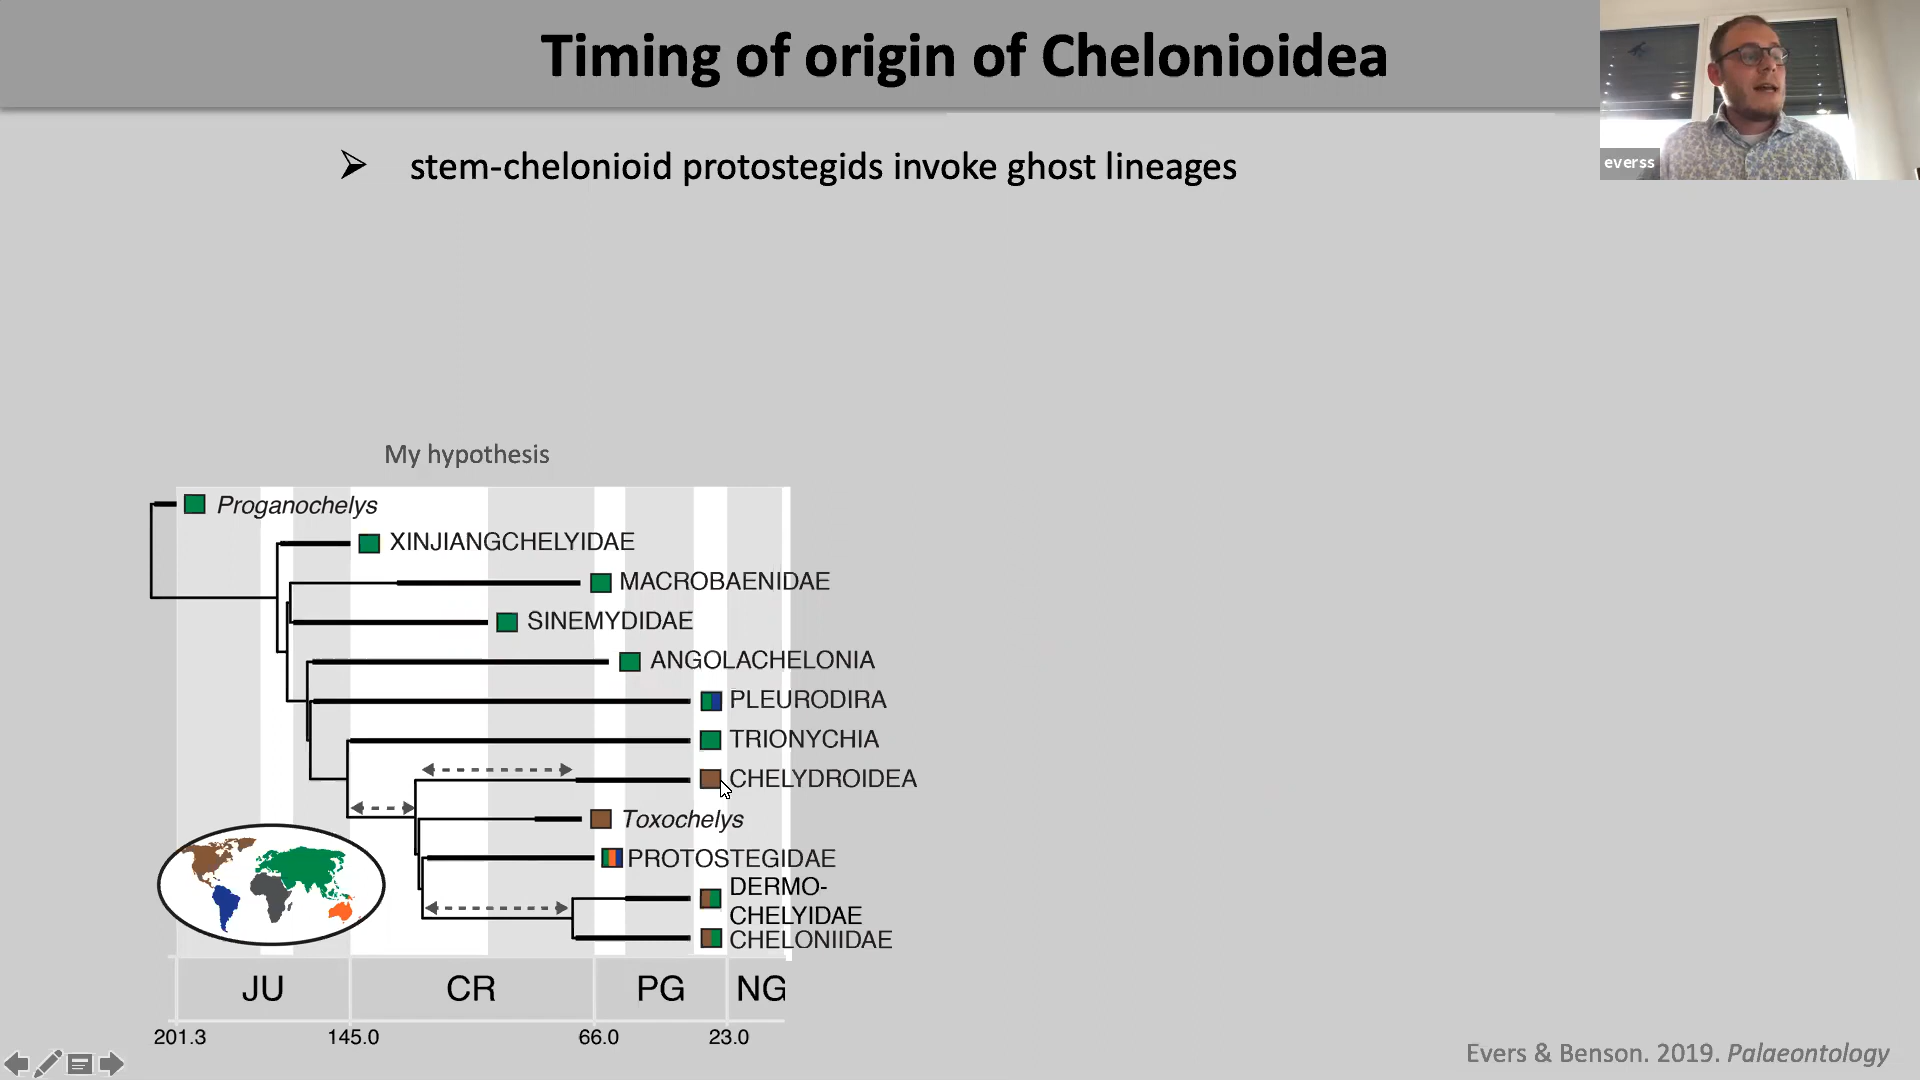 Timing of origin of Chelonioidea
everss
➢ stem-chelonioid protostegids invoke ghost lineages
My hypothesis
Proganochelys
XINJIANGCHELYIDAE
MACROBAENIDAE
SINEMYDIDAE
ANGOLACHELONIA
PLEURODIRA
TRIONYCHIA
CHELYDROIDEA
Toxochelys
PROTOSTEGIDAE
DERMO-
CHELYIDAE
CHELONIIDAE
JU CR PG NG
201.3 145.0 66.0 23.0
Evers & Benson. 2019. Palaeontology